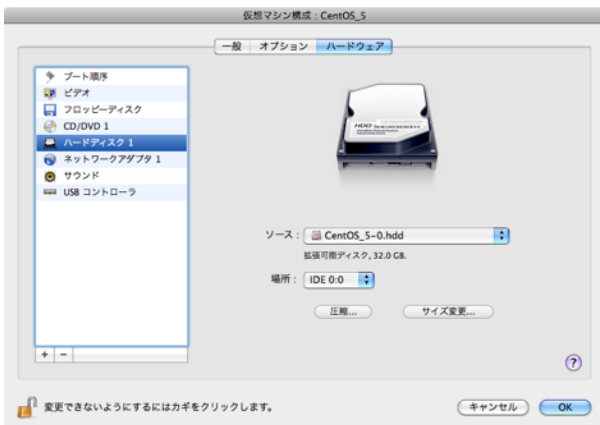 仮想マシン構成 : CentOS_5
一般 オプション ハードウェア
ブート順序
ビデオ
フロッピーディスク
CD/DVD 1
ハードディスク 1
ネットワークアダプタ 1
サウンド
USB コントローラ
HDD
ソース : CentOS_5-0.hdd
拡張可能ディスク, 32.0 GB.
場所 : IDE 0:0
圧縮... サイズ変更...
+ −
?
変更できないようにするにはカギをクリックします。
キャンセル OK